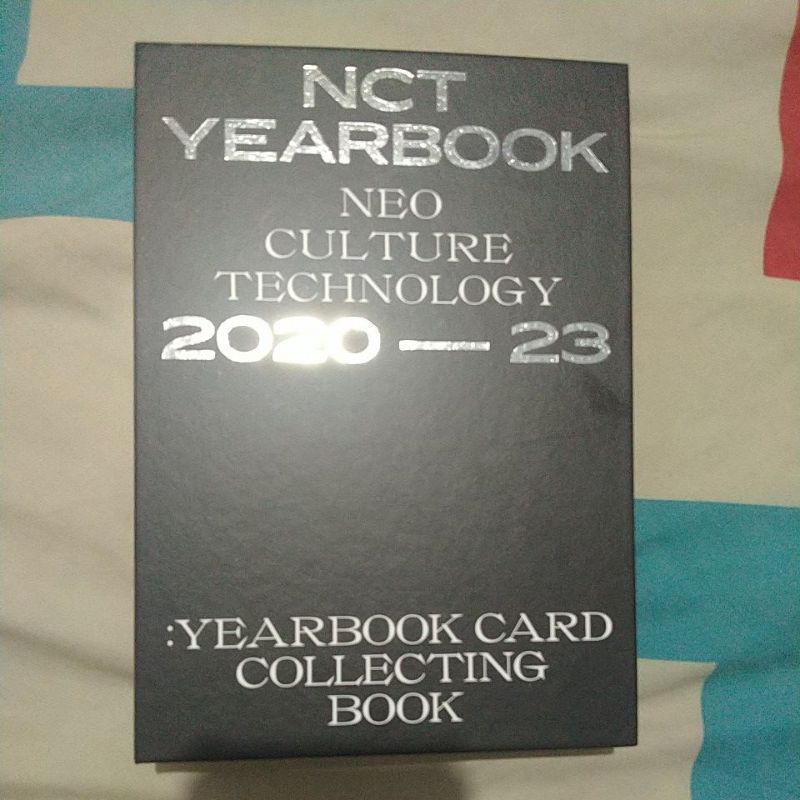 NCT
YEARBOOK
NEO
CULTURE
TECHNOLOGY
2020 — 23
:YEARBOOK CARD
COLLECTING
BOOK